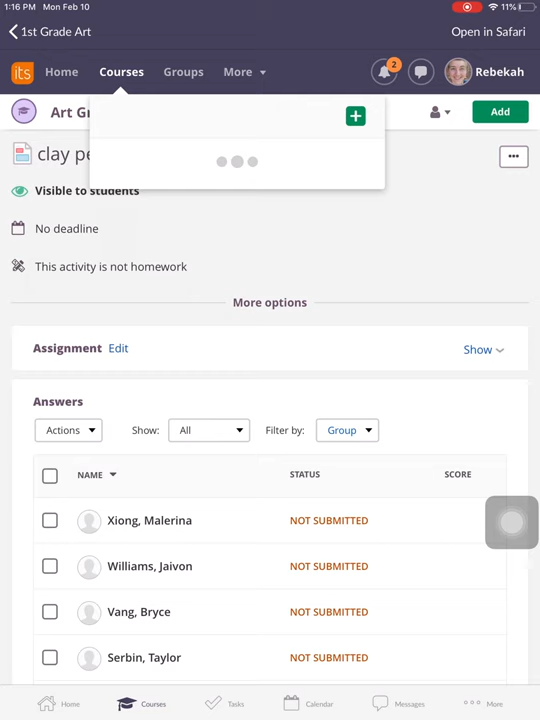 1:16 PM Mon Feb 10 11%
1st Grade Art Open in Safari
its Home Courses Groups More 2 Rebekah
Art Gr Add
clay pe
Visible to students
No deadline
This activity is not homework
More options
Assignment Edit Show
Answers
Actions Show: All Filter by: Group
NAME STATUS SCORE
Xiong, Malerina NOT SUBMITTED
Williams, Jaivon NOT SUBMITTED
Vang, Bryce NOT SUBMITTED
Serbin, Taylor NOT SUBMITTED
Home Courses Tasks Calendar Messages More